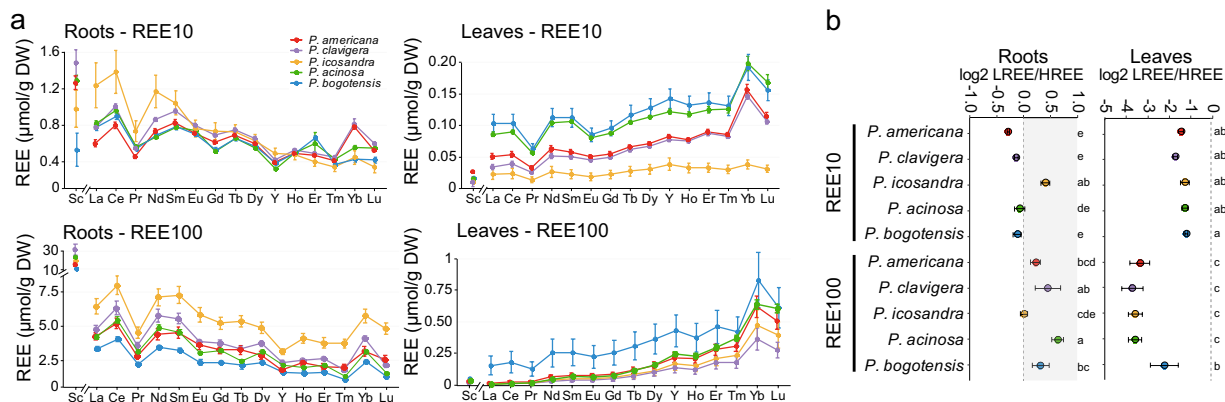 a
Roots - REE10
REE (µmol/g DW)
1.6
1.2
0.8
0.4
0
P. americana
P. clavigera
P. icosandra
P. acinosa
P. bogotensis
Sc La Ce Pr Nd Sm Eu Gd Tb Dy Y Ho Er Tm Yb Lu
Leaves - REE10
REE (µmol/g DW)
0.20
0.15
0.10
0.05
0
Sc La Ce Pr Nd Sm Eu Gd Tb Dy Y Ho Er Tm Yb Lu
Roots - REE100
REE (µmol/g DW)
30
10
7.5
5.0
2.5
0
Sc La Ce Pr Nd Sm Eu Gd Tb Dy Y Ho Er Tm Yb Lu
Leaves - REE100
REE (µmol/g DW)
1
0.75
0.5
0.25
0
Sc La Ce Pr Nd Sm Eu Gd Tb Dy Y Ho Er Tm Yb Lu
b
Roots Leaves
log2 LREE/HREE log2 LREE/HREE
-1.0 -0.5 0.0 0.5 1.0 -5 -4 -3 -2 -1 0
REE10
P. americana e ab
P. clavigera e ab
P. icosandra ab ab
P. acinosa de ab
P. bogotensis e a
REE100
P. americana bcd c
P. clavigera ab c
P. icosandra cde c
P. acinosa a c
P. bogotensis bc b